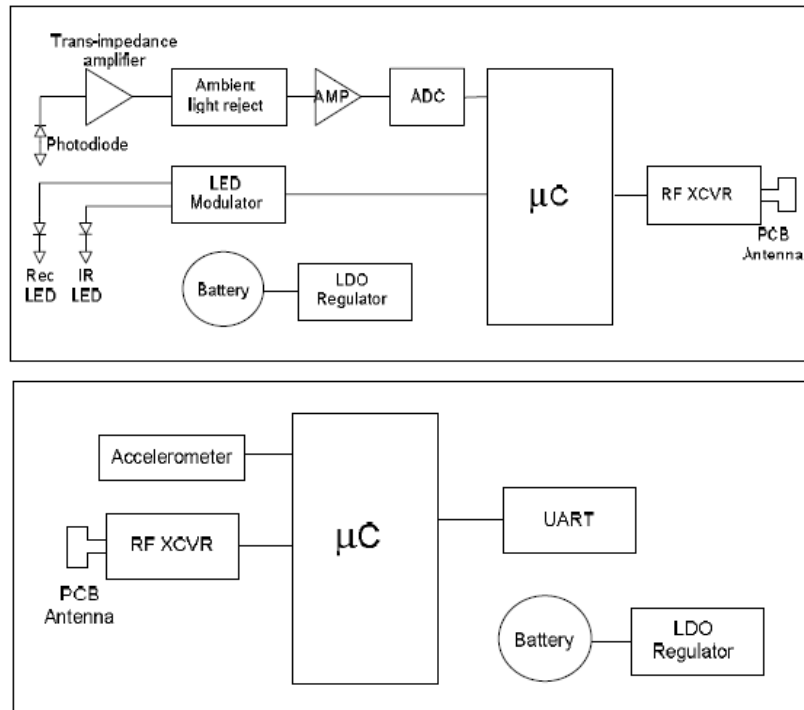 Trans-impedance
amplifier
Ambient
light reject
AMP
ADC
Photodiode
LED
Modulator
μC
RF XCVR
PCB
Antenna
Rec
LED
IR
LED
Battery
LDO
Regulator
Accelerometer
RF XCVR
PCB
Antenna
μC
UART
Battery
LDO
Regulator